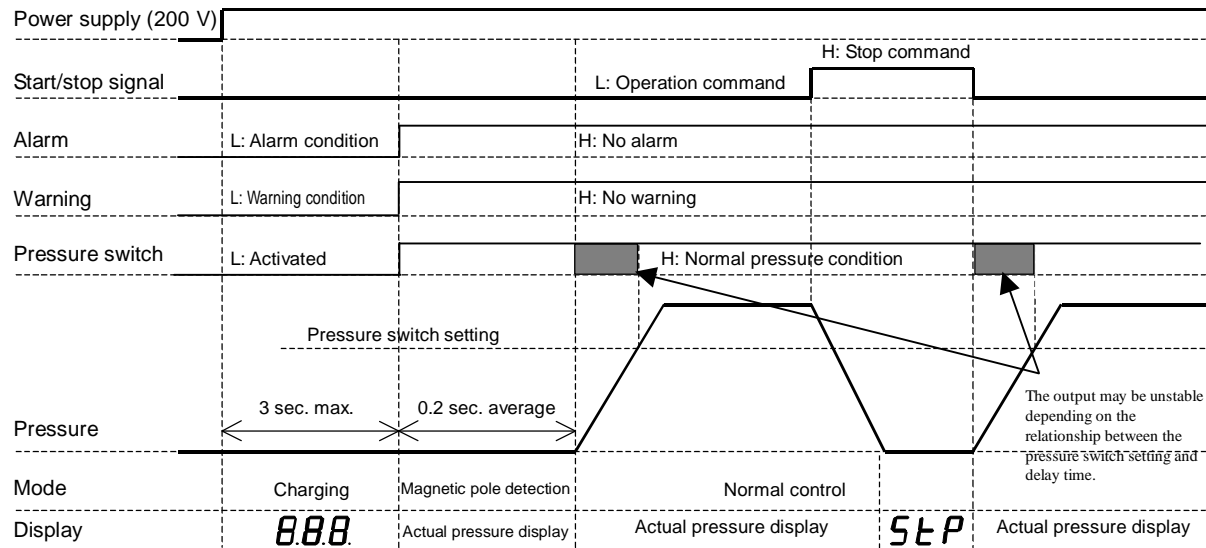 Power supply (200 V)
H: Stop command
Start/stop signal
L: Operation command
Alarm
L: Alarm condition
H: No alarm
Warning
L: Warning condition
H: No warning
Pressure switch
L: Activated
H: Normal pressure condition
Pressure switch setting
3 sec. max.
0.2 sec. average
The output may be unstable
depending on the
relationship between the
pressure switch setting and
delay time.
Pressure
Mode
Charging
Magnetic pole detection
Normal control
Display
8.8.8.
Actual pressure display
Actual pressure display
StP
Actual pressure display